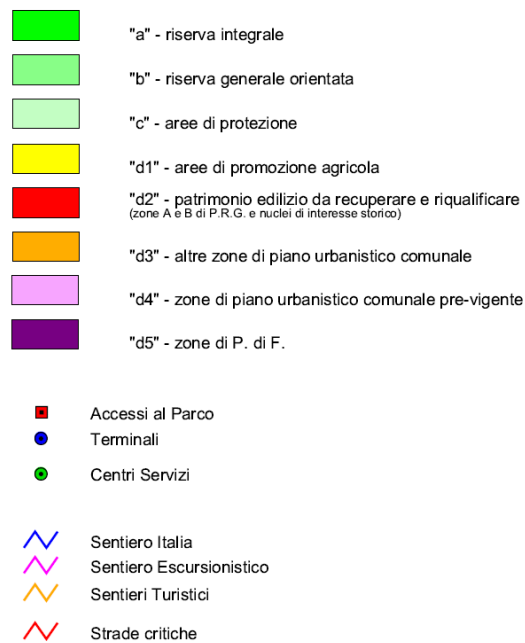 "a" - riserva integrale
"b" - riserva generale orientata
"c" - aree di protezione
"d1" - aree di promozione agricola
"d2" - patrimonio edilizio da recuperare e riqualificare
(zone A e B di P.R.G. e nuclei di interesse storico)
"d3" - altre zone di piano urbanistico comunale
"d4" - zone di piano urbanistico comunale pre-vigente
"d5" - zone di P. di F.
Accessi al Parco
Terminali
Centri Servizi
Sentiero Italia
Sentiero Escursionistico
Sentieri Turistici
Strade critiche